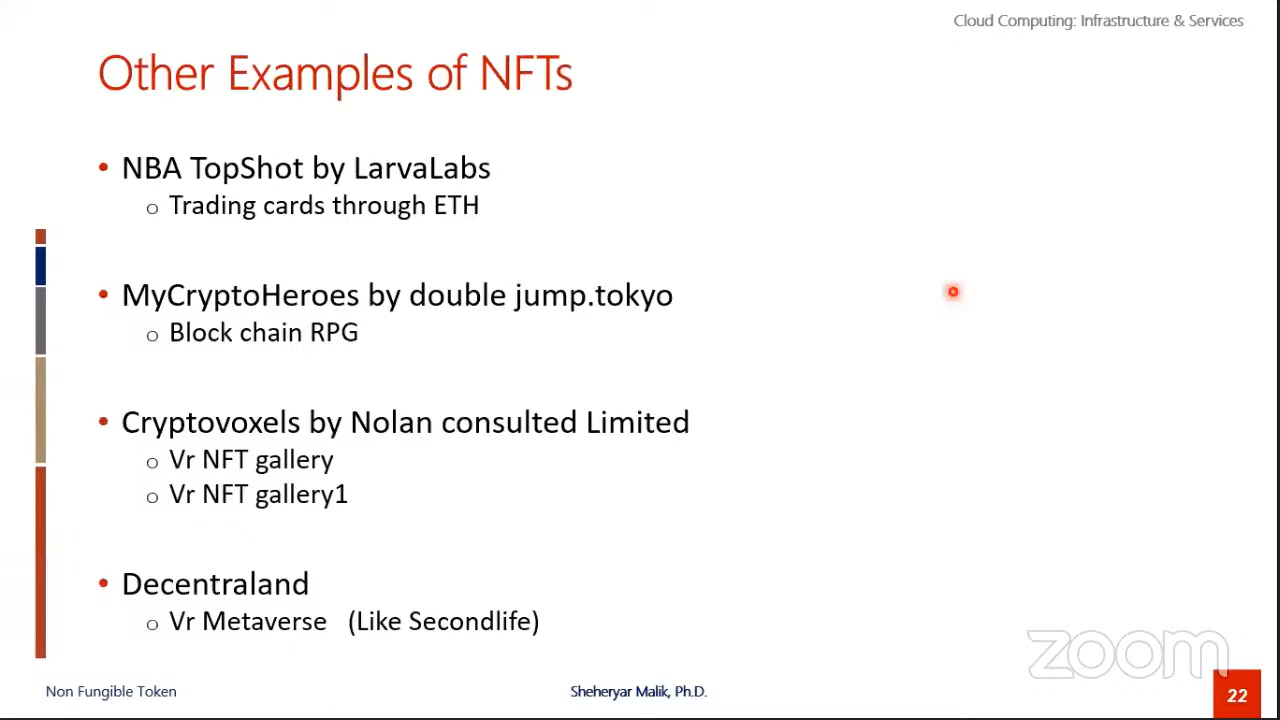 Cloud Computing: Infrastructure & Services
Other Examples of NFTs
• NBA TopShot by LarvaLabs
o Trading cards through ETH
• MyCryptoHeroes by double jump.tokyo
o Block chain RPG
• Cryptovoxels by Nolan consulted Limited
o Vr NFT gallery
o Vr NFT gallery1
• Decentraland
o Vr Metaverse (Like Secondlife)
zoom
Non Fungible Token
Sheheryar Malik, Ph.D.
22